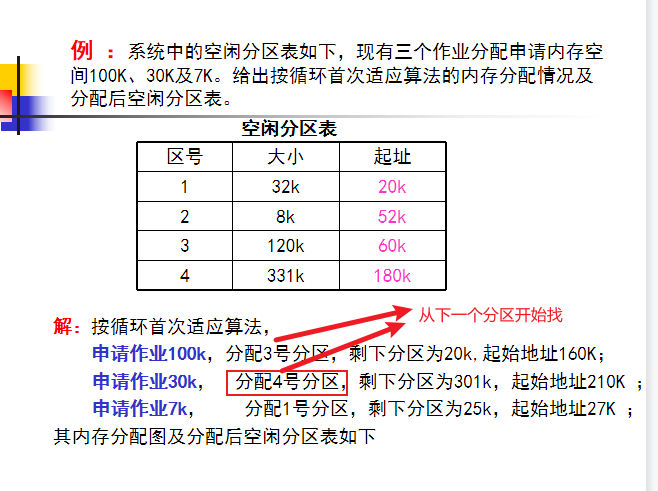 例 ：系统中的空闲分区表如下，现有三个作业分配申请内存空
间100K、30K及7K。给出按循环首次适应算法的内存分配情况及
分配后空闲分区表。
空闲分区表
区号 大小 起址
1 32k 20k
2 8k 52k
3 120k 60k
4 331k 180k
从下一个分区开始找
解：按循环首次适应算法，
申请作业100k，分配3号分区，剩下分区为20k,起始地址160K；
申请作业30k， 分配4号分区，剩下分区为301k，起始地址210K ；
申请作业7k， 分配1号分区，剩下分区为25k，起始地址27K ；
其内存分配图及分配后空闲分区表如下